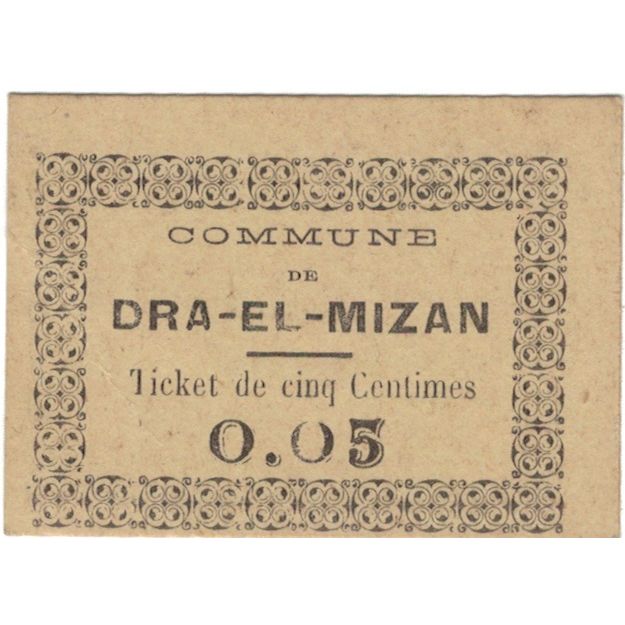 COMMUNE
DE
DRA-EL-MIZAN
Ticket de cinq Centimes
0.05